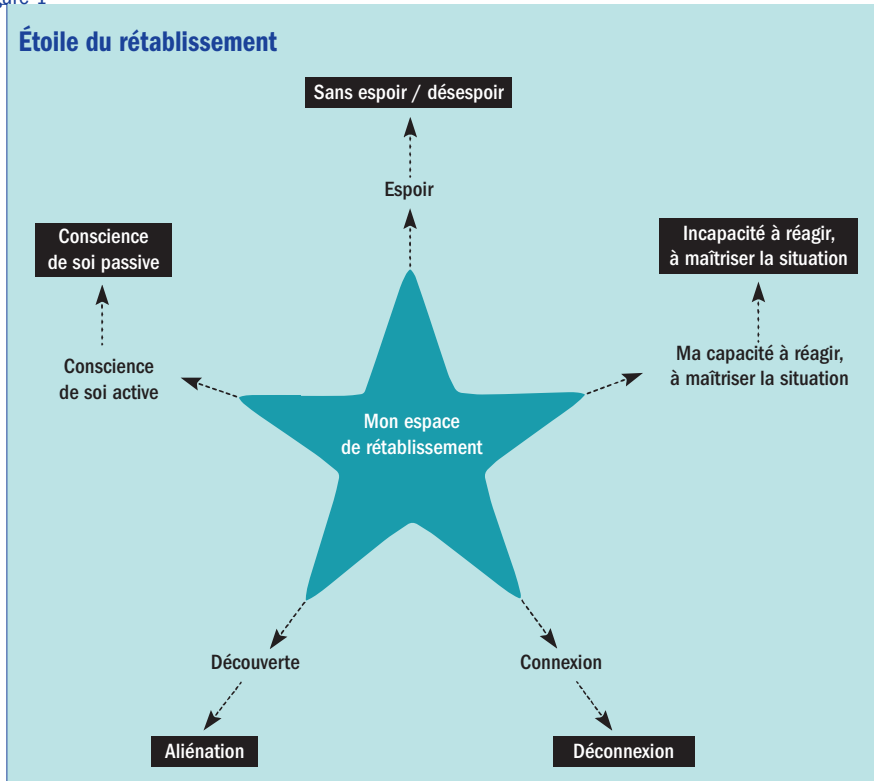 Étoile du rétablissement
Sans espoir / désespoir
Espoir
Conscience
de soi passive
Incapacité à réagir,
à maîtriser la situation
Conscience
de soi active
Ma capacité à réagir,
à maîtriser la situation
Mon espace
de rétablissement
Découverte
Connexion
Aliénation
Déconnexion